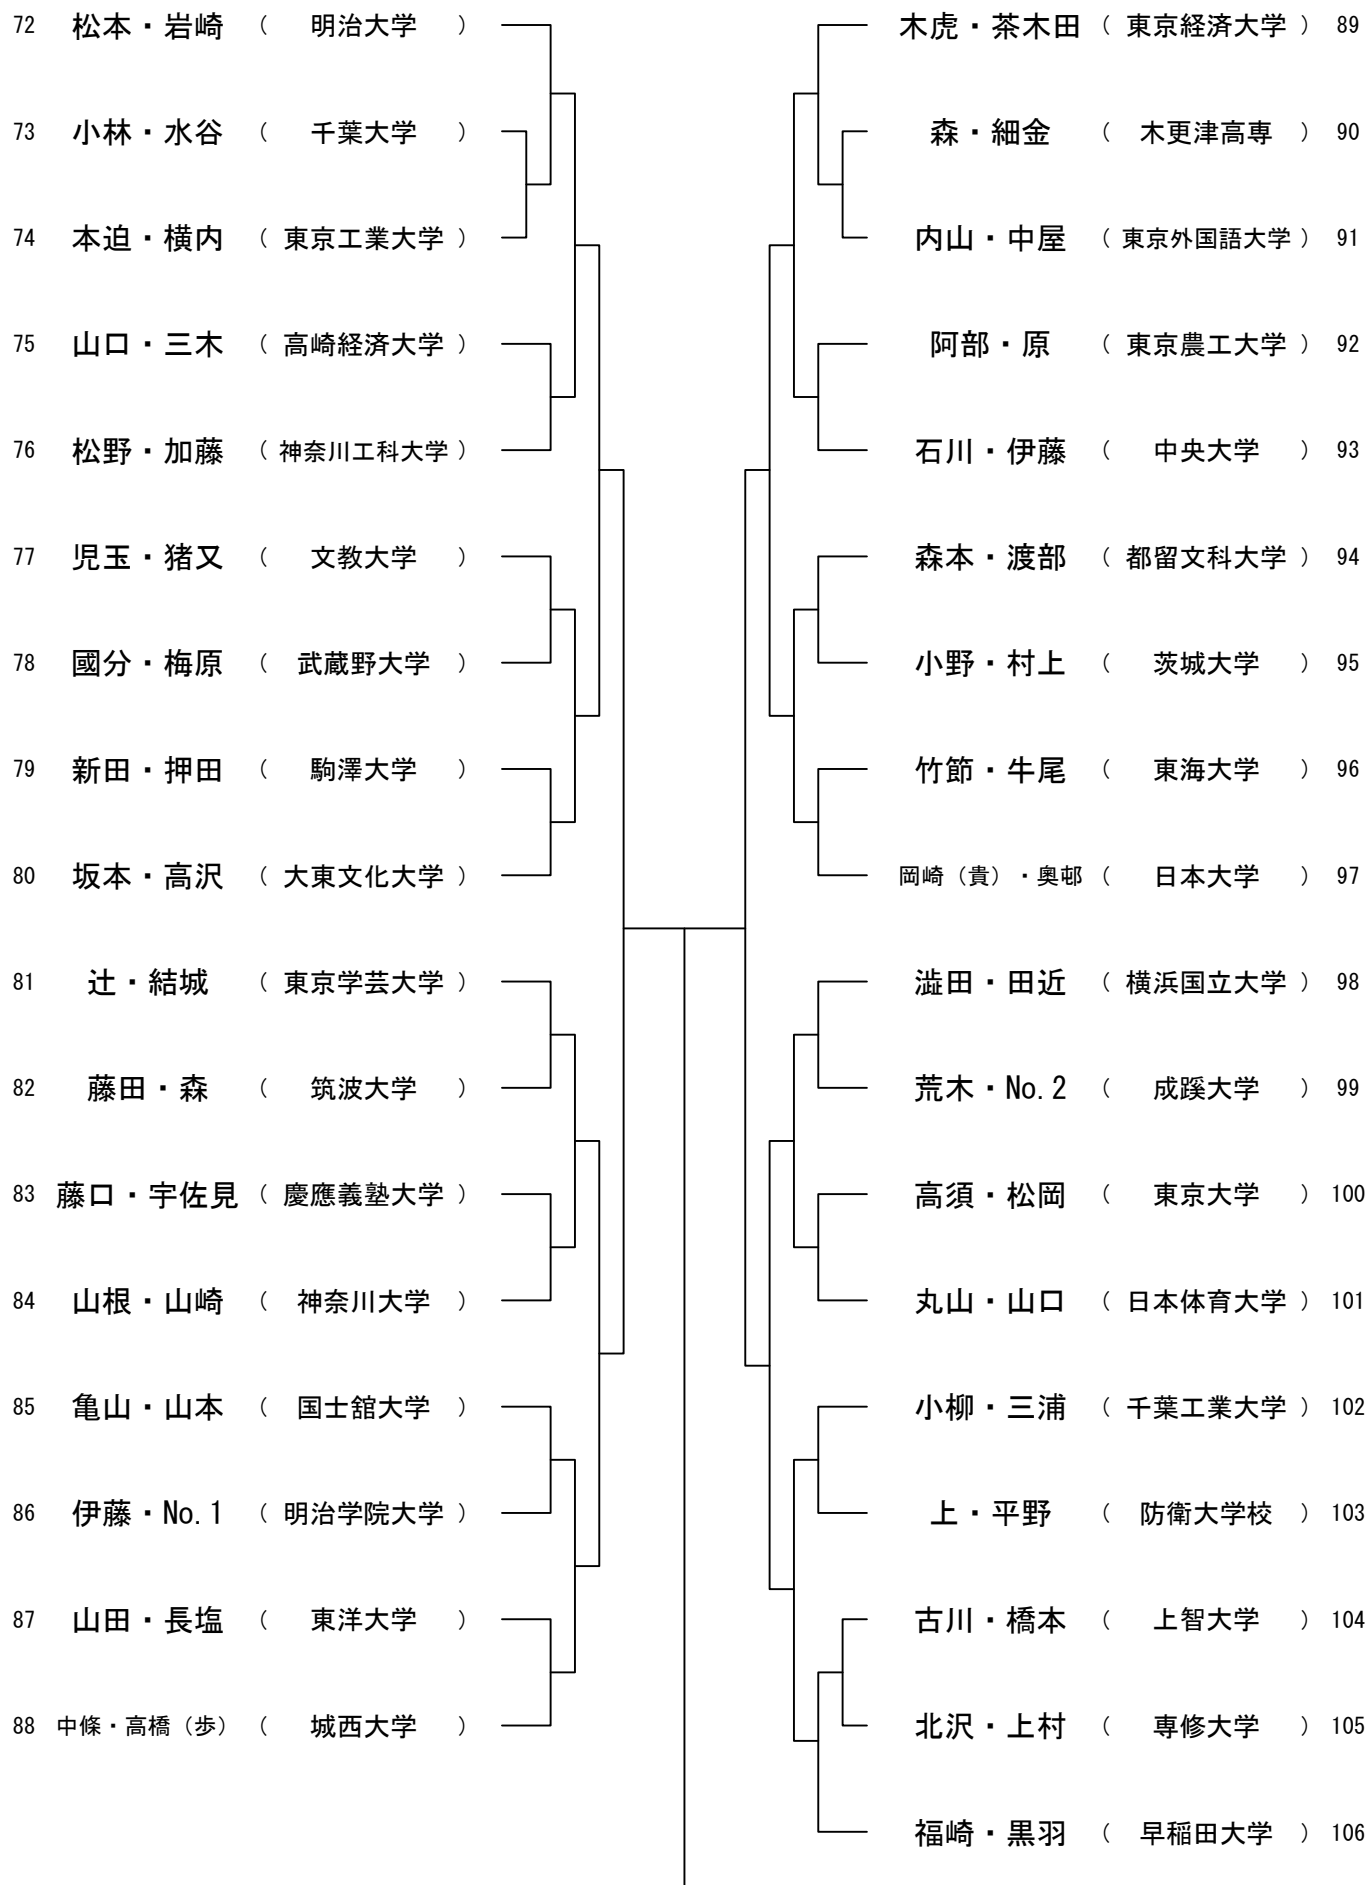 72 松本・岩崎 （ 明治大学 ）
73 小林・水谷 （ 千葉大学 ）
74 本迫・横内 （ 東京工業大学 ）
75 山口・三木 （ 高崎経済大学 ）
76 松野・加藤 （ 神奈川工科大学 ）
77 児玉・猪又 （ 文教大学 ）
78 國分・梅原 （ 武蔵野大学 ）
79 新田・押田 （ 駒澤大学 ）
80 坂本・高沢 （ 大東文化大学 ）
81 辻・結城 （ 東京学芸大学 ）
82 藤田・森 （ 筑波大学 ）
83 藤口・宇佐見 （ 慶應義塾大学 ）
84 山根・山崎 （ 神奈川大学 ）
85 亀山・山本 （ 国士舘大学 ）
86 伊藤・No.1 （ 明治学院大学 ）
87 山田・長塩 （ 東洋大学 ）
88 中條・高橋（歩） （ 城西大学 ）
木虎・茶木田 （ 東京経済大学 ） 89
森・細金 （ 木更津高専 ） 90
内山・中屋 （ 東京外国語大学 ） 91
阿部・原 （ 東京農工大学 ） 92
石川・伊藤 （ 中央大学 ） 93
森本・渡部 （ 都留文科大学 ） 94
小野・村上 （ 茨城大学 ） 95
竹節・牛尾 （ 東海大学 ） 96
岡崎（貴）・奥邨 （ 日本大学 ） 97
澁田・田近 （ 横浜国立大学 ） 98
荒木・No.2 （ 成蹊大学 ） 99
高須・松岡 （ 東京大学 ） 100
丸山・山口 （ 日本体育大学 ） 101
小柳・三浦 （ 千葉工業大学 ） 102
上・平野 （ 防衛大学校 ） 103
古川・橋本 （ 上智大学 ） 104
北沢・上村 （ 専修大学 ） 105
福崎・黒羽 （ 早稲田大学 ） 106